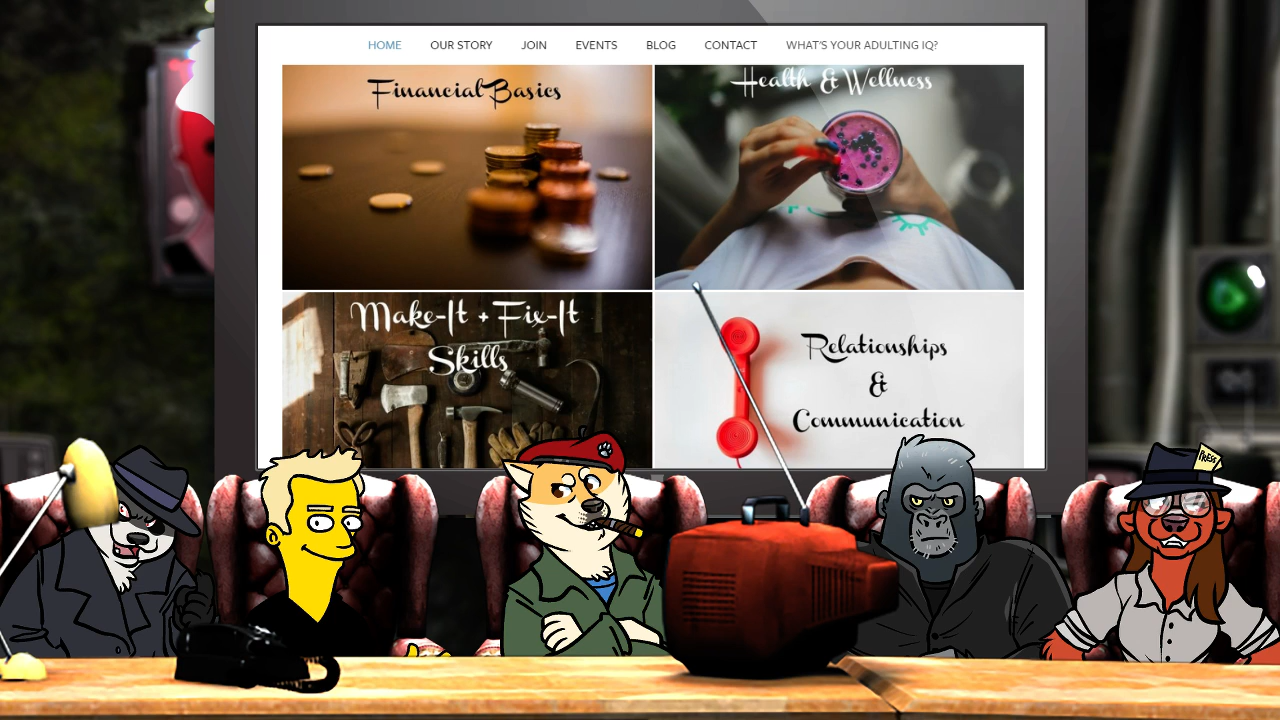 HOME OUR STORY JOIN EVENTS BLOG CONTACT WHAT'S YOUR ADULTING IQ?
Financial Basics
Health & Wellness
Make-It + Fix-It
Skills
Relationships
&
Communication
PRESS